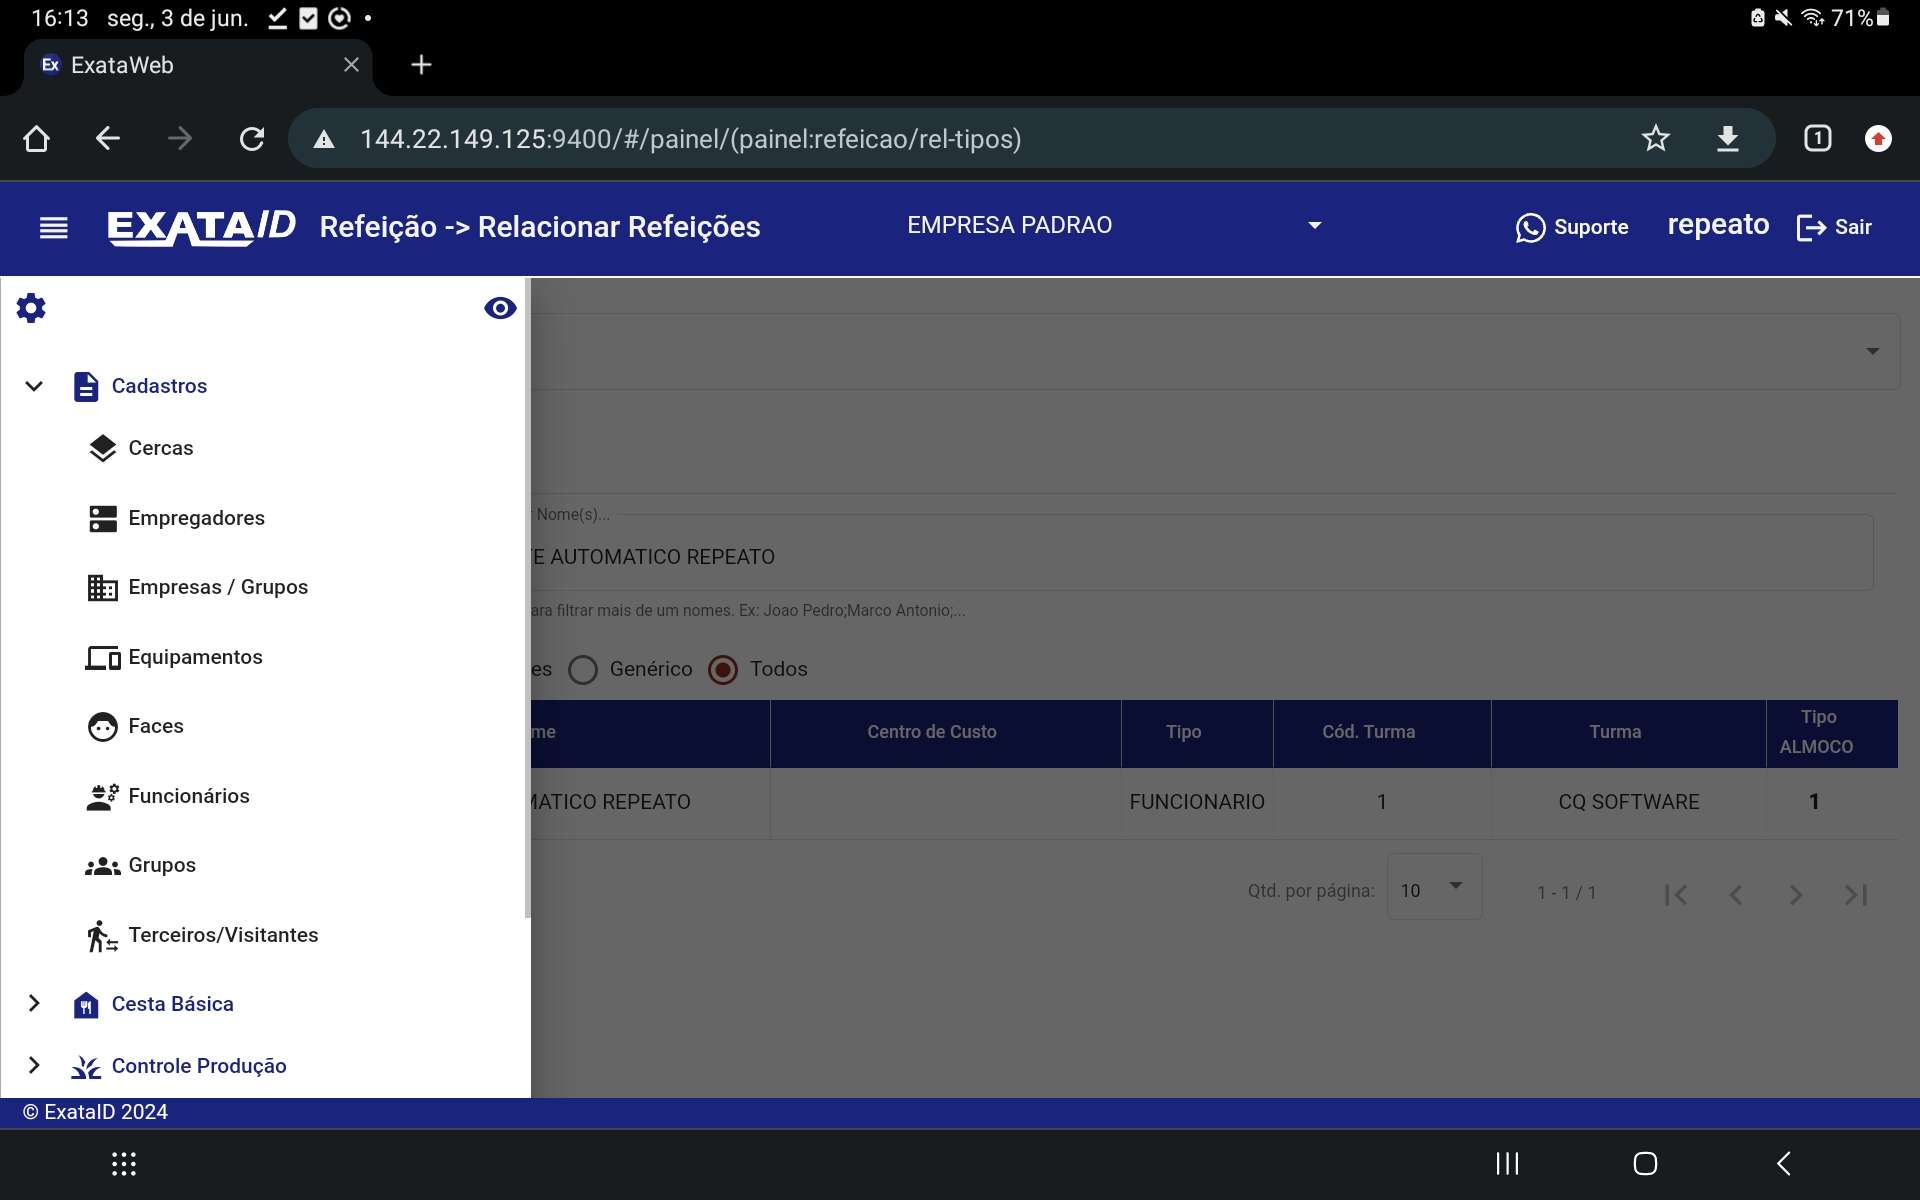 16:13 seg., 3 de jun. 71%
Ex ExataWeb
144.22.149.125:9400/#/painel/(painel:refeicao/rel-tipos) 1
EXATAID Refeição -> Relacionar Refeições EMPRESA PADRAO Suporte repeato Sair
Cadastros
Cercas
Empregadores
Empresas / Grupos
Equipamentos
Faces
Funcionários
Grupos
Terceiros/Visitantes
Cesta Básica
Controle Produção
Nome(s)...
E AUTOMATICO REPEATO
ara filtrar mais de um nomes. Ex: Joao Pedro;Marco Antonio;...
es Genérico Todos
me Centro de Custo Tipo Cód. Turma Turma Tipo
ALMOCO
MATICO REPEATO FUNCIONARIO 1 CQ SOFTWARE 1
Qtd. por página: 10 1 - 1 / 1
© ExataID 2024